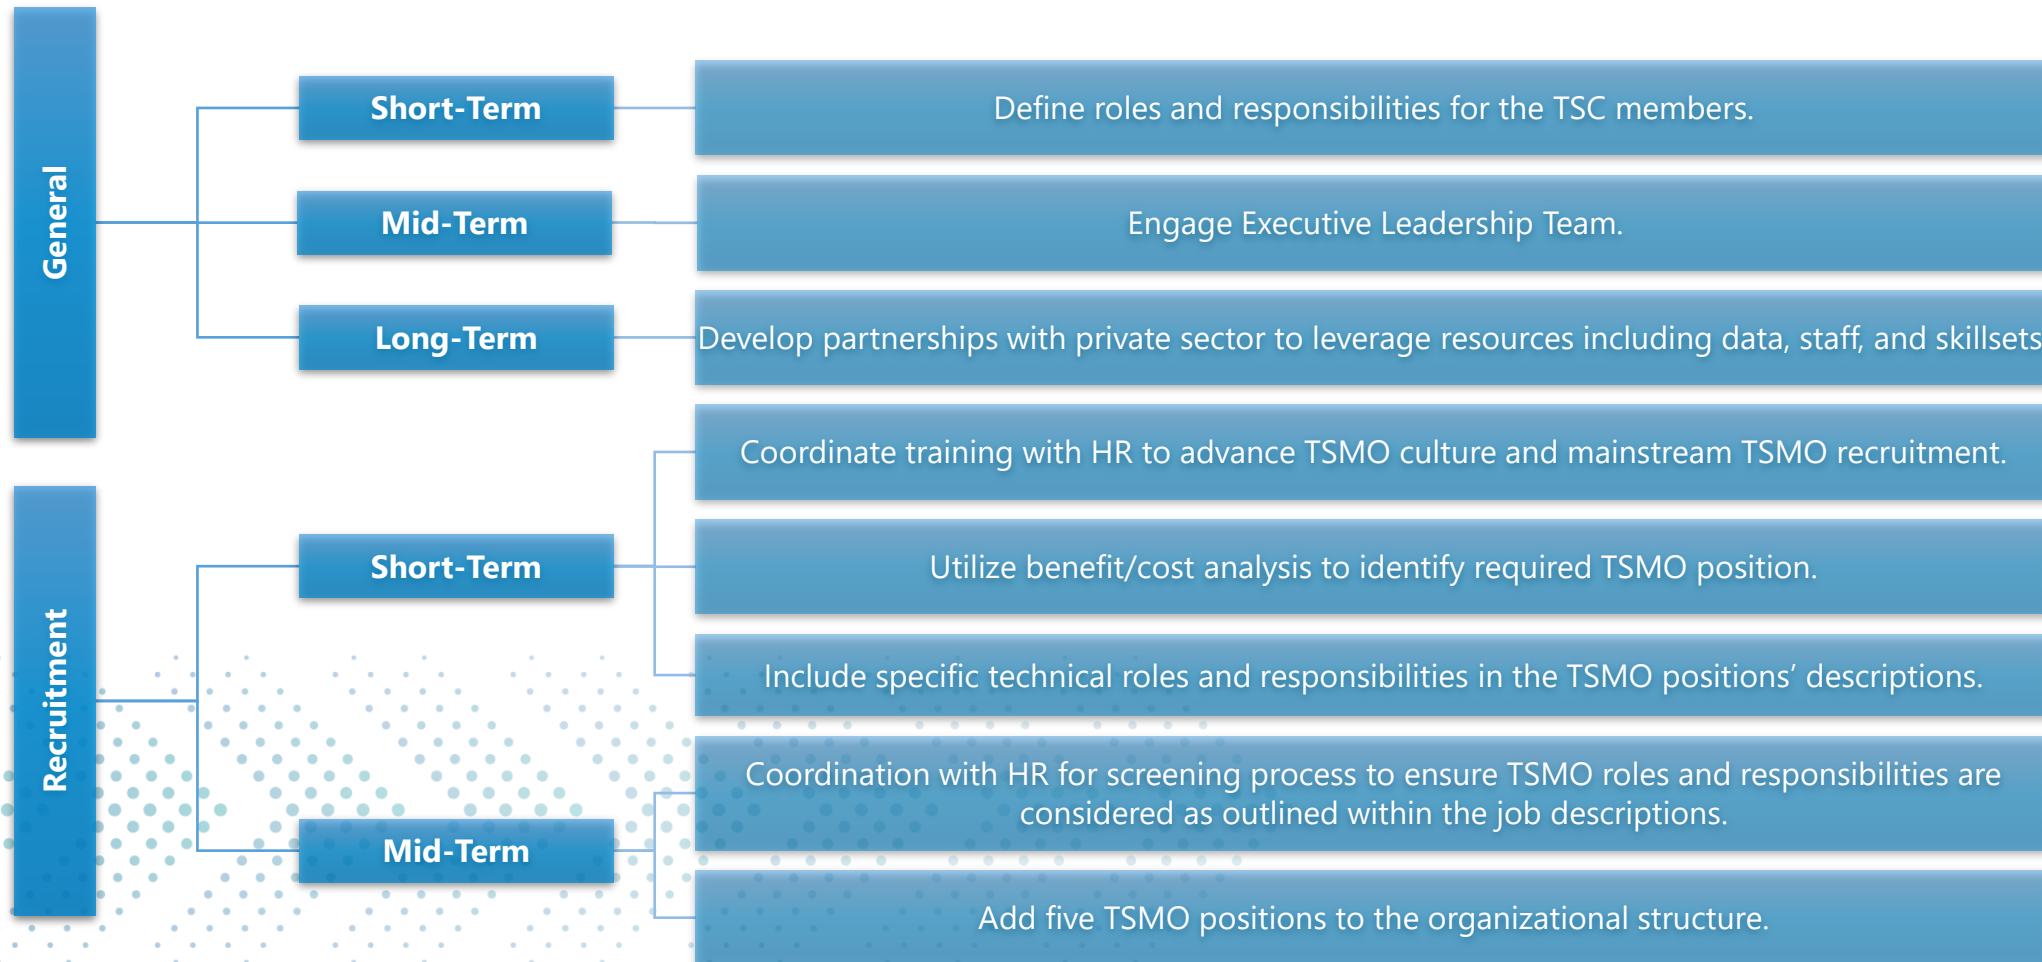 General
Short-Term
Define roles and responsibilities for the TSC members.
Mid-Term
Engage Executive Leadership Team.
Long-Term
Develop partnerships with private sector to leverage resources including data, staff, and skillsets
Recruitment
Short-Term
Coordinate training with HR to advance TSMO culture and mainstream TSMO recruitment.
Utilize benefit/cost analysis to identify required TSMO position.
Include specific technical roles and responsibilities in the TSMO positions’ descriptions.
Mid-Term
Coordination with HR for screening process to ensure TSMO roles and responsibilities are
considered as outlined within the job descriptions.
Add five TSMO positions to the organizational structure.